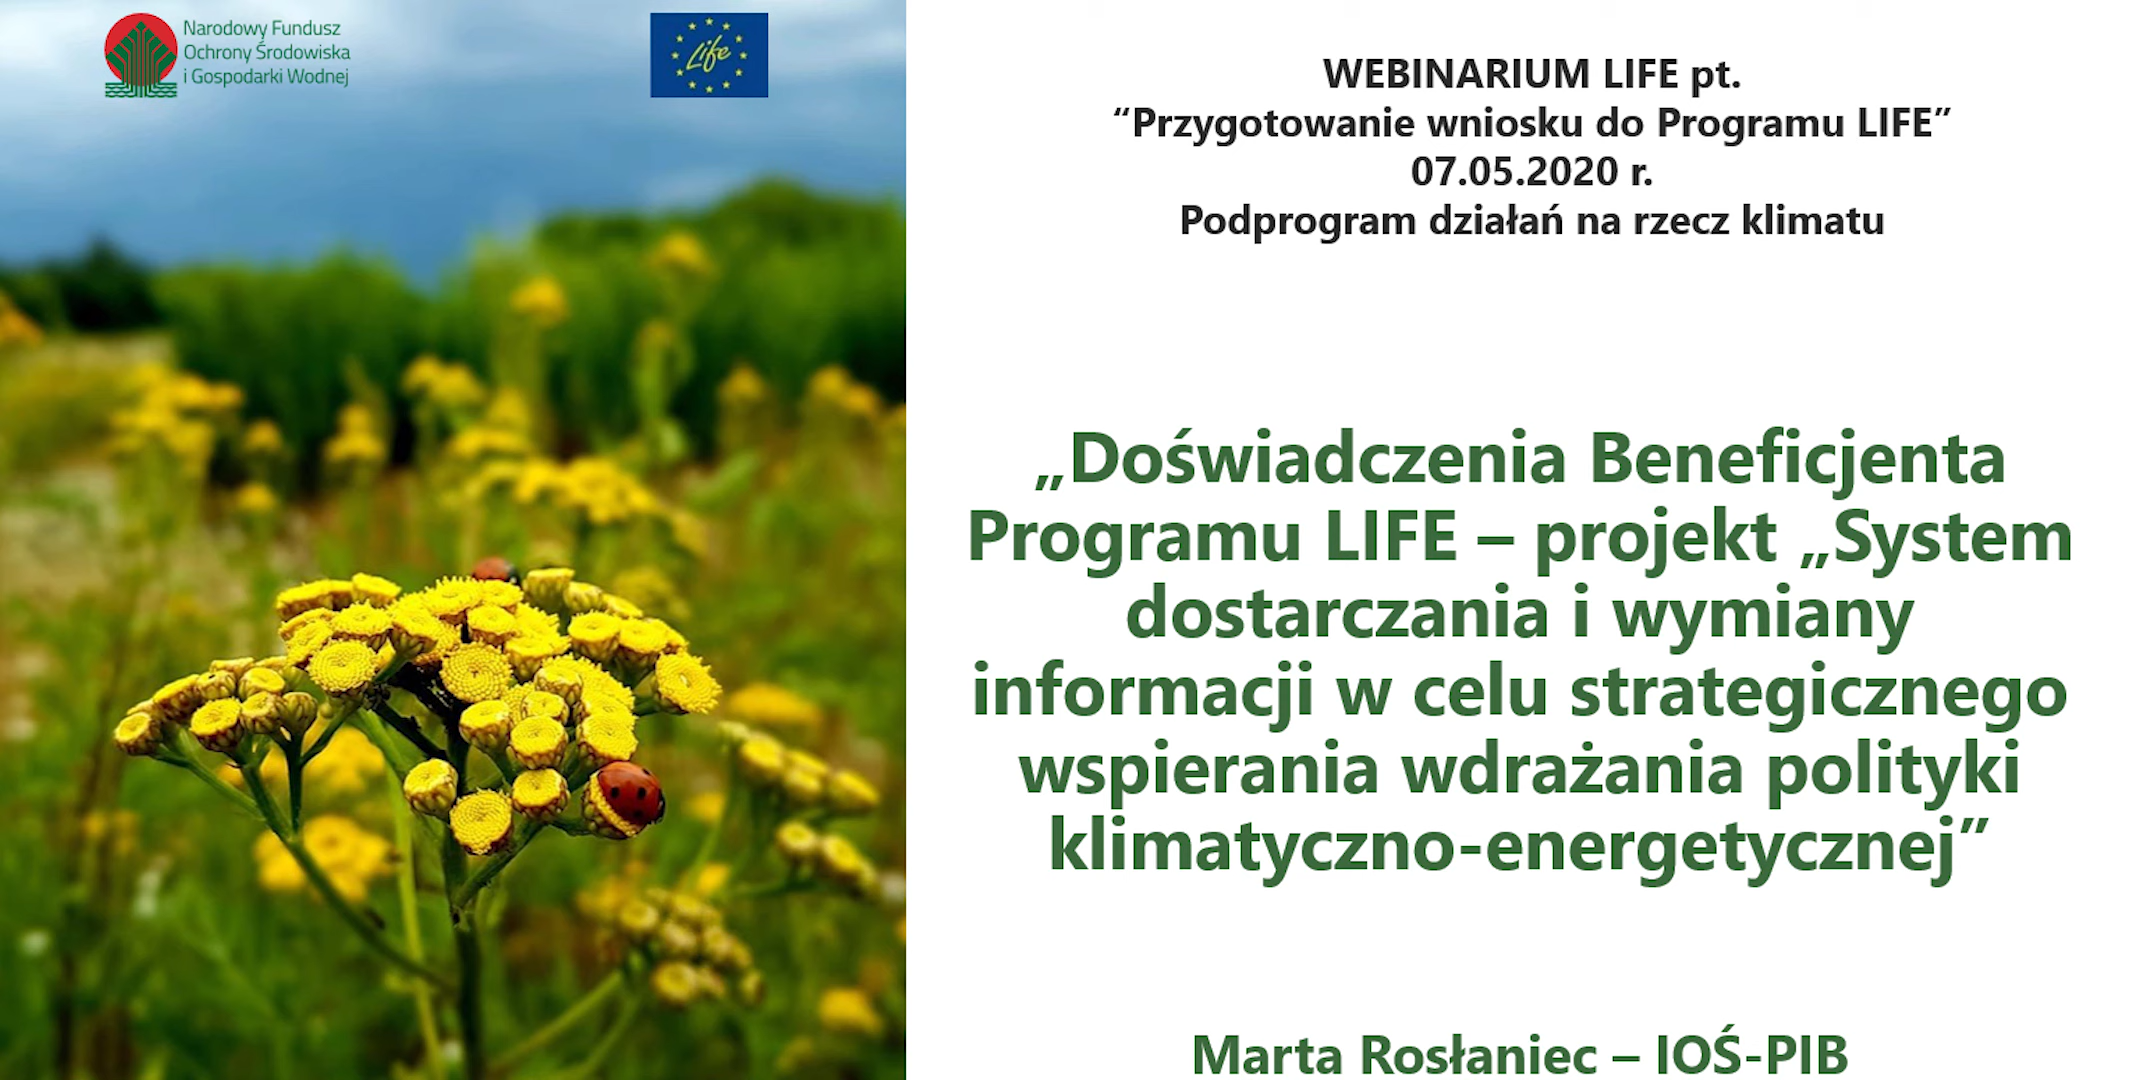 Narodowy Fundusz
Ochrony Środowiska
i Gospodarki Wodnej
Life
WEBINARIUM LIFE pt.
“Przygotowanie wniosku do Programu LIFE”
07.05.2020 r.
Podprogram działań na rzecz klimatu
„Doświadczenia Beneficjenta
Programu LIFE – projekt „System
dostarczania i wymiany
informacji w celu strategicznego
wspierania wdrażania polityki
klimatyczno-energetycznej”
Marta Rosłaniec – IOŚ-PIB